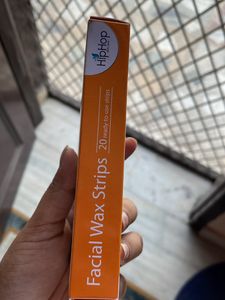 HipHop
Facial Wax Strips
20 ready-to-use strips